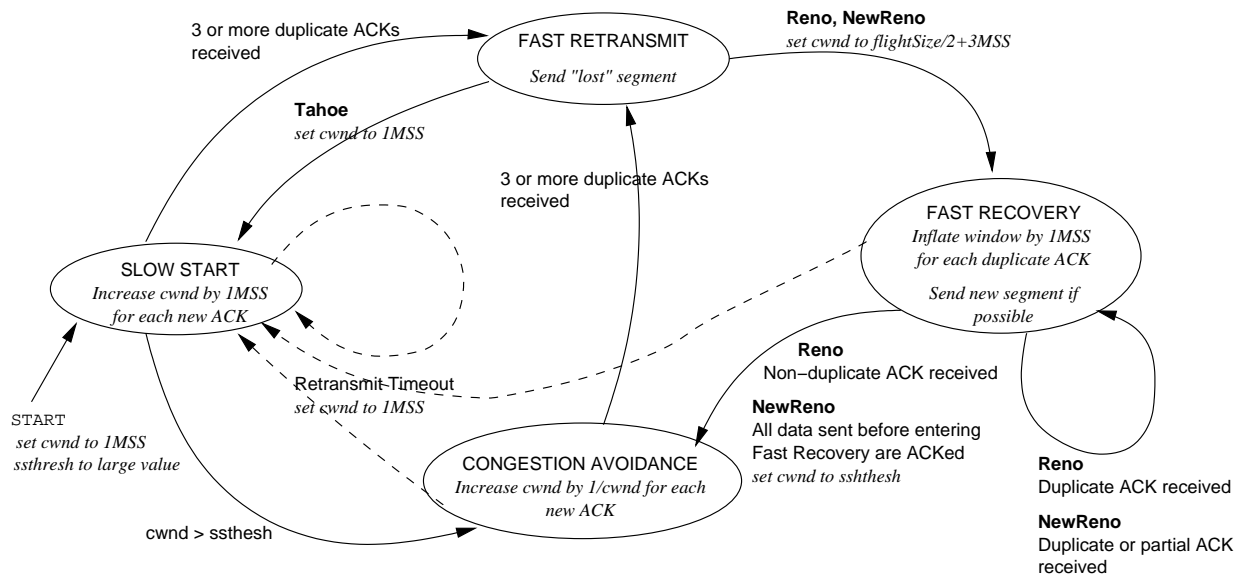 3 or more duplicate ACKs
received
FAST RETRANSMIT
Send "lost" segment
Reno, NewReno
set cwnd to flightSize/2+3MSS
Tahoe
set cwnd to 1MSS
3 or more duplicate ACKs
received
FAST RECOVERY
Inflate window by 1MSS
for each duplicate ACK
Send new segment if
possible
SLOW START
Increase cwnd by 1MSS
for each new ACK
Reno
Non−duplicate ACK received
Retransmit Timeout
set cwnd to 1MSS
START
set cwnd to 1MSS
ssthresh to large value
NewReno
All data sent before entering
Fast Recovery are ACKed
set cwnd to sshthesh
CONGESTION AVOIDANCE
Increase cwnd by 1/cwnd for each
new ACK
Reno
Duplicate ACK received
NewReno
Duplicate or partial ACK
received
cwnd > ssthesh